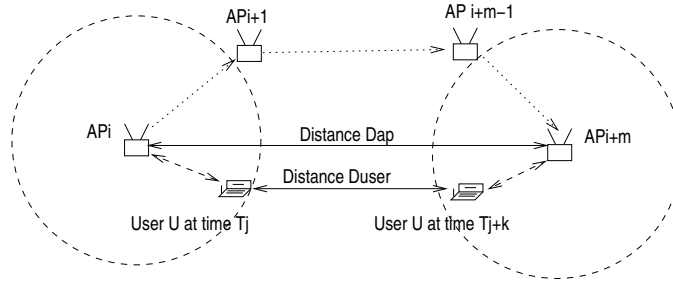 APi+1
AP i+m−1
APi
Distance Dap
APi+m
Distance Duser
User U at time Tj
User U at time Tj+k